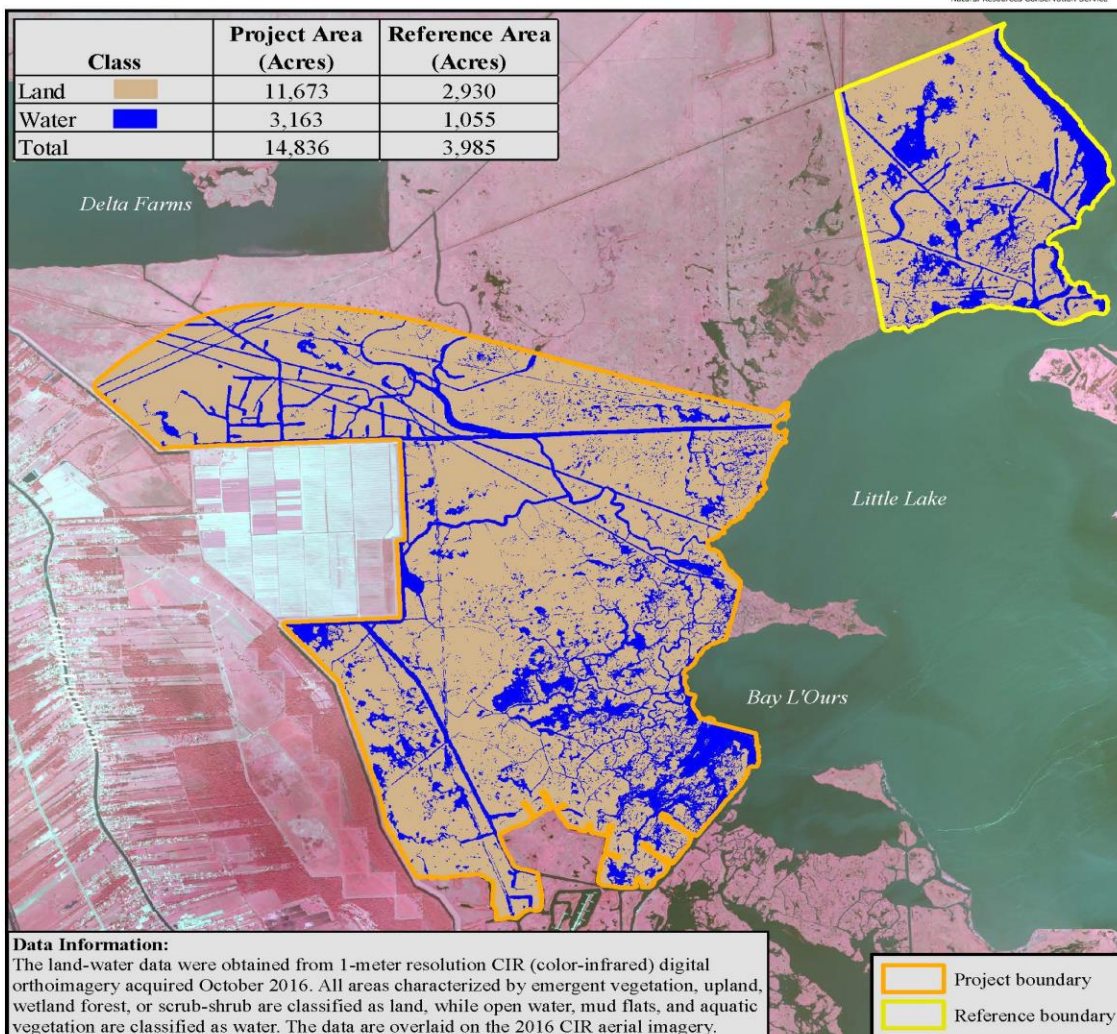 Natural Resources Conservation Service
Class Project Area (Acres) Reference Area (Acres)
Land 11,673 2,930
Water 3,163 1,055
Total 14,836 3,985
Delta Farms
Little Lake
Bay L'Ours
Data Information:
The land-water data were obtained from 1-meter resolution CIR (color-infrared) digital
orthoimagery acquired October 2016. All areas characterized by emergent vegetation, upland,
wetland forest, or scrub-shrub are classified as land, while open water, mud flats, and aquatic
vegetation are classified as water. The data are overlaid on the 2016 CIR aerial imagery.
Project boundary
Reference boundary